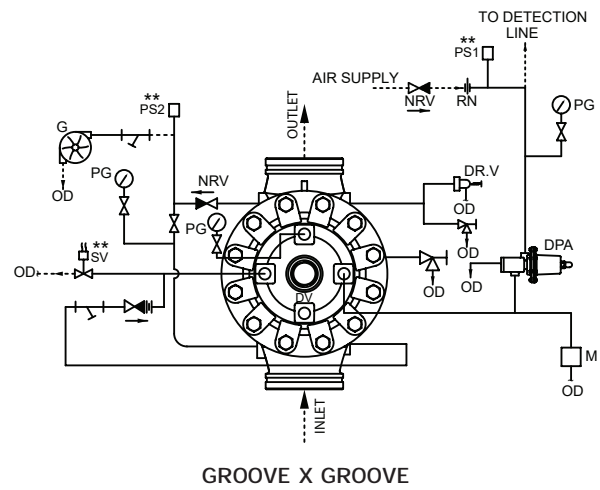 TO DETECTION
LINE
**
PS1
AIR SUPPLY
NRV
RN
PG
**
PS2
G
OUTLET
OD
PG
NRV
PG
DR.V
OD
OD
**
SV
OD
DV
OD
OD
DPA
M
OD
INLET
GROOVE X GROOVE